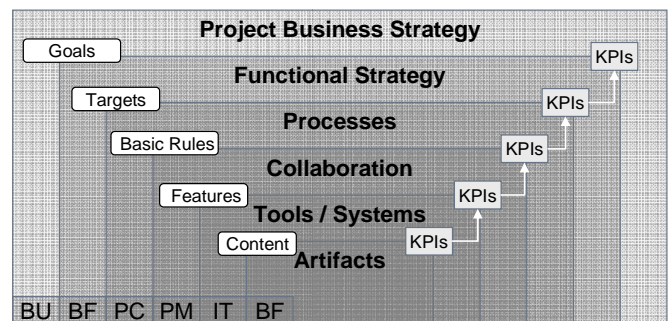 Project Business Strategy
Goals
KPIs
Functional Strategy
Targets
KPIs
Processes
Basic Rules
KPIs
Collaboration
Features
KPIs
Tools / Systems
Content
KPIs
Artifacts
BU BF PC PM IT BF